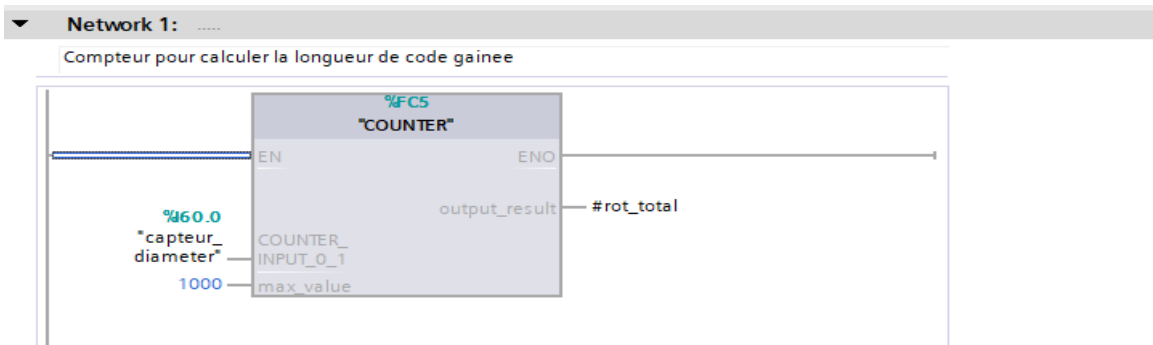 Network 1: .....
Compteur pour calculer la longueur de code gainee
%FC5
"COUNTER"
EN
ENO
output_result
#rot_total
%I60.0
"capteur_
diameter"
COUNTER_
INPUT_0_1
1000
max_value